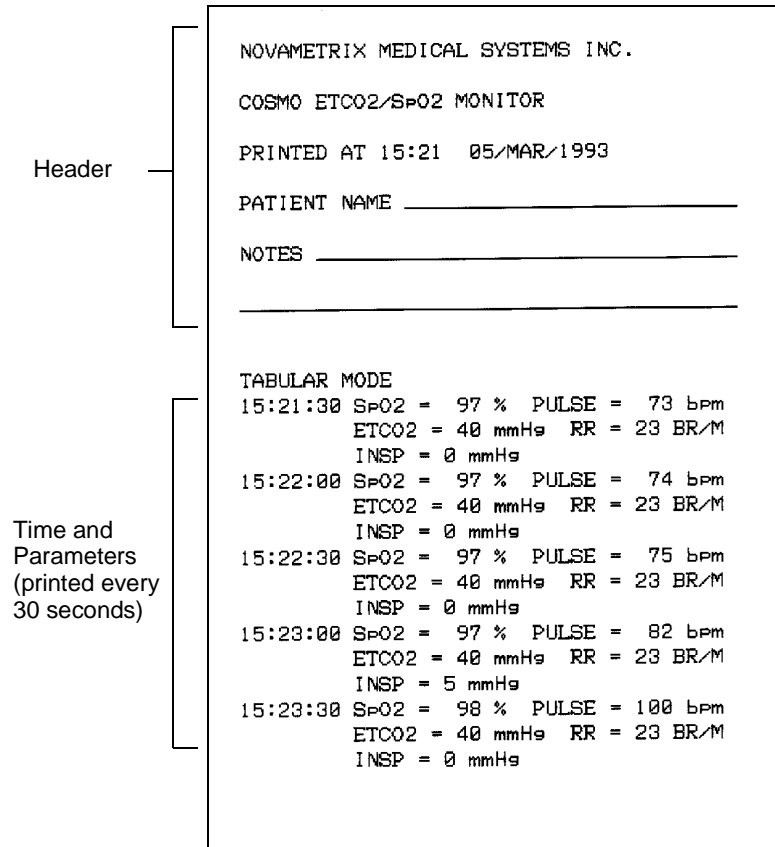 Header
NOVAMETRIX MEDICAL SYSTEMS INC.
COSMO ETCO2/SpO2 MONITOR
PRINTED AT 15:21 05/MAR/1993
PATIENT NAME
NOTES
Time and
Parameters
(printed every
30 seconds)
TABULAR MODE
15:21:30 SpO2 = 97 % PULSE = 73 bpm
ETCO2 = 40 mmHg RR = 23 BR/M
INSP = 0 mmHg
15:22:00 SpO2 = 97 % PULSE = 74 bpm
ETCO2 = 40 mmHg RR = 23 BR/M
INSP = 0 mmHg
15:22:30 SpO2 = 97 % PULSE = 75 bpm
ETCO2 = 40 mmHg RR = 23 BR/M
INSP = 0 mmHg
15:23:00 SpO2 = 97 % PULSE = 82 bpm
ETCO2 = 40 mmHg RR = 23 BR/M
INSP = 5 mmHg
15:23:30 SpO2 = 98 % PULSE = 100 bpm
ETCO2 = 40 mmHg RR = 23 BR/M
INSP = 0 mmHg